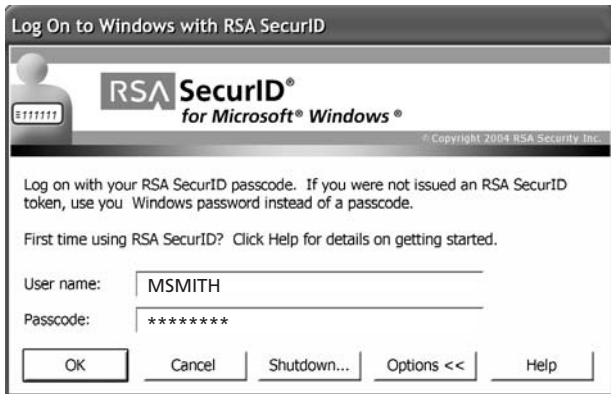 Log On to Windows with RSA SecurID
RSA SecurID®
for Microsoft® Windows ®
© Copyright 2004 RSA Security Inc.
Log on with your RSA SecurID passcode. If you were not issued an RSA SecurID
token, use you Windows password instead of a passcode.
First time using RSA SecurID? Click Help for details on getting started.
User name: MSMITH
Passcode: ********
OK Cancel Shutdown... Options << Help